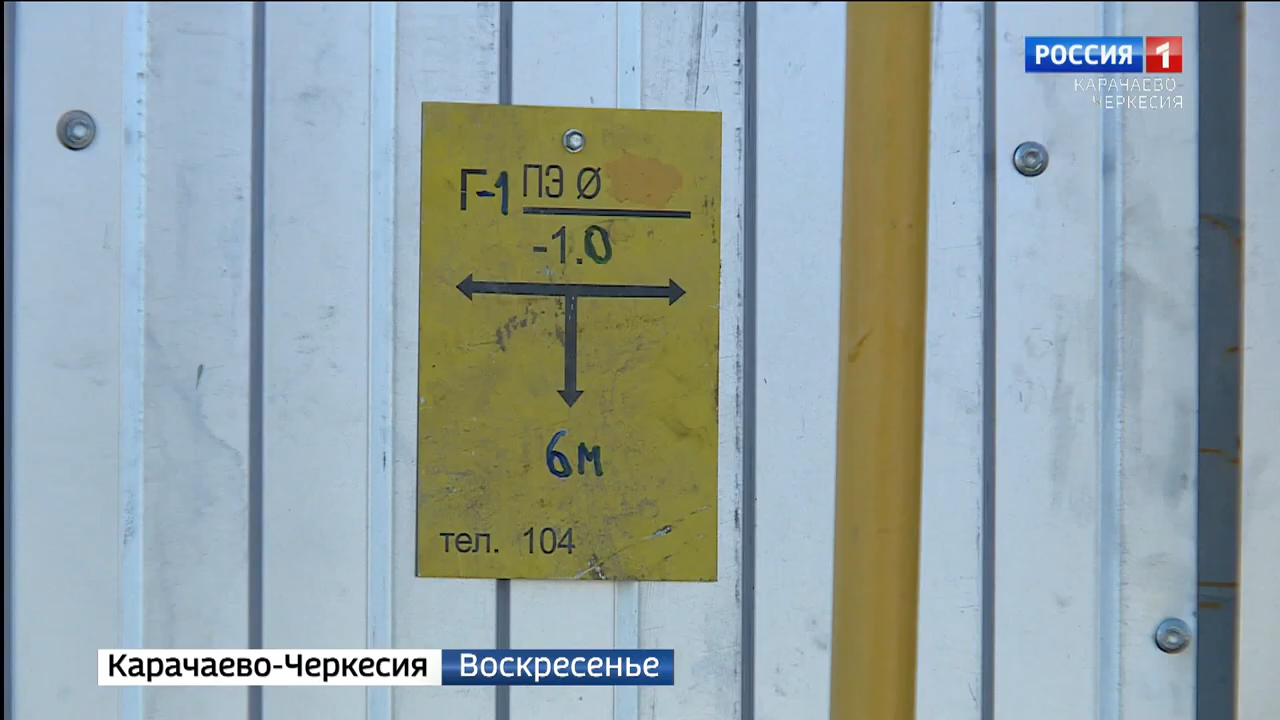 РОССИЯ 1
КАРАЧАЕВО-
ЧЕРКЕСИЯ
Г-1 ПЭ Ø
-1.0
6м
тел. 104
Карачаево-Черкесия Воскресенье